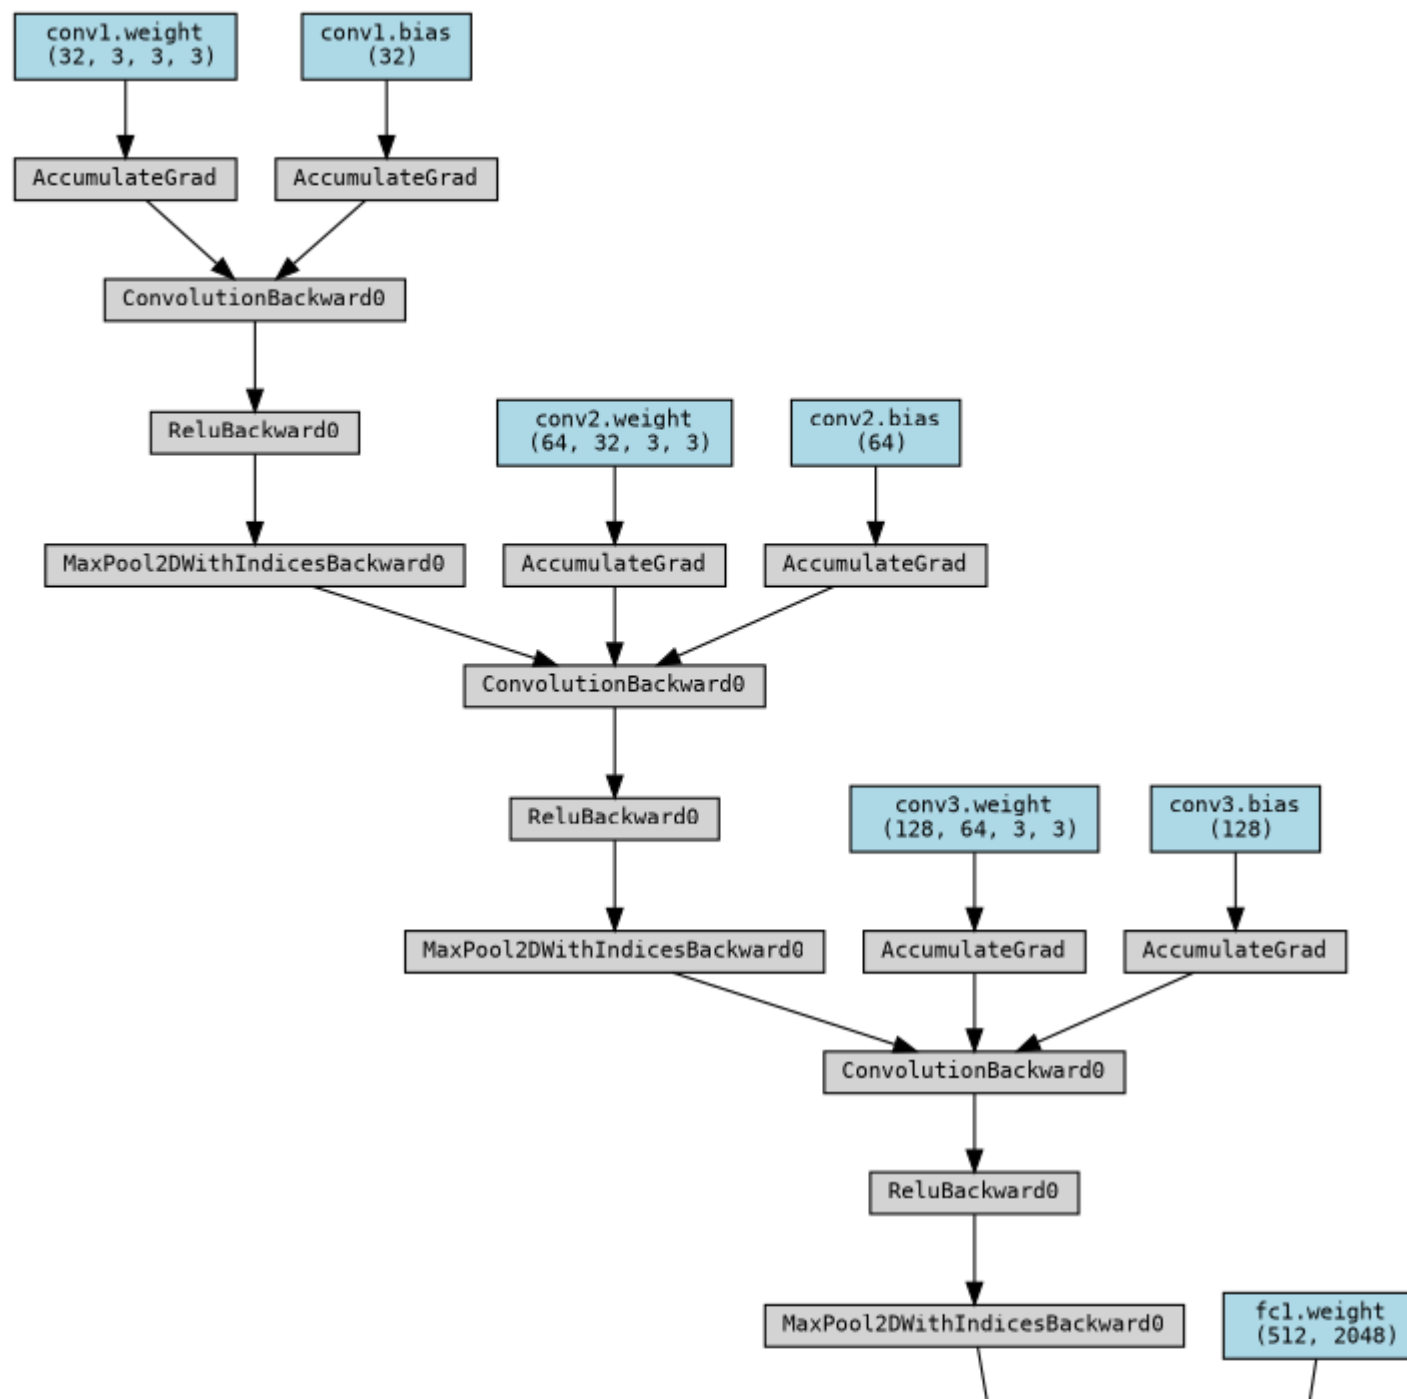 conv1.weight
(32, 3, 3, 3)
conv1.bias
(32)
AccumulateGrad
AccumulateGrad
ConvolutionBackward0
ReluBackward0
conv2.weight
(64, 32, 3, 3)
conv2.bias
(64)
MaxPool2DWithIndicesBackward0
AccumulateGrad
AccumulateGrad
ConvolutionBackward0
ReluBackward0
conv3.weight
(128, 64, 3, 3)
conv3.bias
(128)
MaxPool2DWithIndicesBackward0
AccumulateGrad
AccumulateGrad
ConvolutionBackward0
ReluBackward0
MaxPool2DWithIndicesBackward0
fc1.weight
(512, 2048)